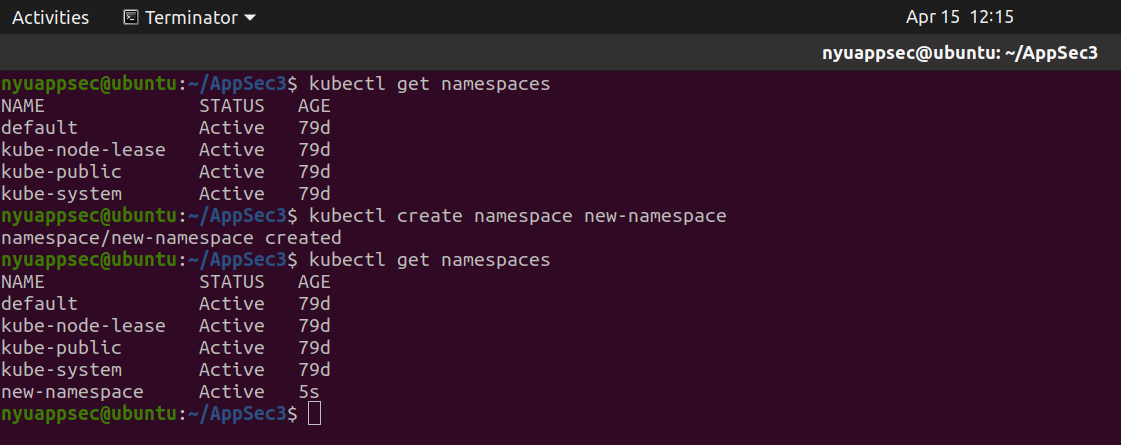 Activities Terminator Apr 15 12:15
nyuappsec@ubuntu: ~/AppSec3
nyuappsec@ubuntu:~/AppSec3$ kubectl get namespaces
NAME STATUS AGE
default Active 79d
kube-node-lease Active 79d
kube-public Active 79d
kube-system Active 79d
nyuappsec@ubuntu:~/AppSec3$ kubectl create namespace new-namespace
namespace/new-namespace created
nyuappsec@ubuntu:~/AppSec3$ kubectl get namespaces
NAME STATUS AGE
default Active 79d
kube-node-lease Active 79d
kube-public Active 79d
kube-system Active 79d
new-namespace Active 5s
nyuappsec@ubuntu:~/AppSec3$